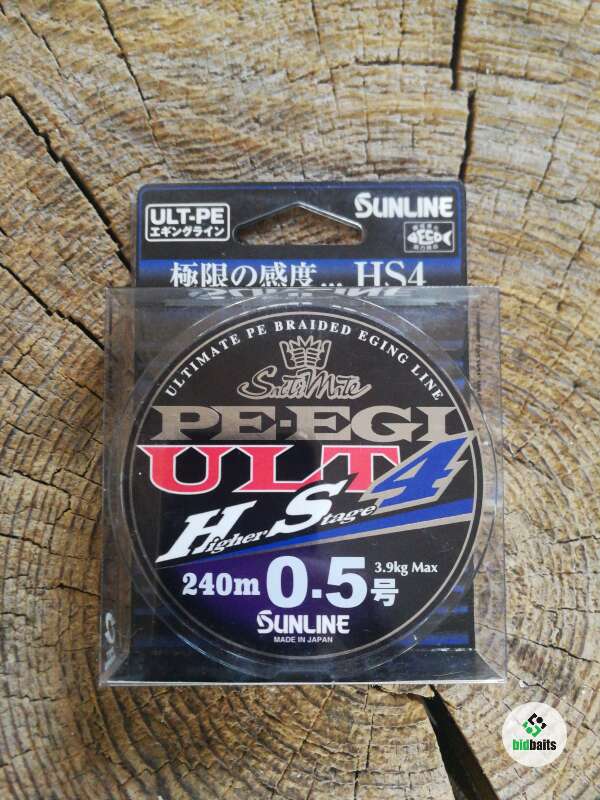 ULT-PE
エギングライン
SUNLINE
極限の感度... HS4
ULTIMATE PE BRAIDED EGING LINE
SaltiMate
PE-EGI
ULT
Higher Stage 4
240m 0.5号
3.9kg Max
SUNLINE
MADE IN JAPAN
bidbaits